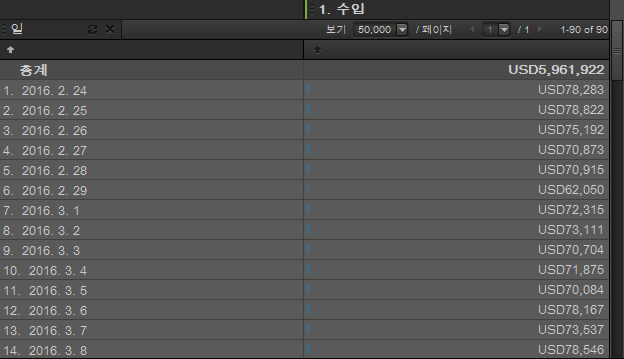 1. 수입
일 보기 50,000 / 페이지 1 / 1 1-90 of 90
총계 USD5,961,922
1. 2016. 2. 24 USD78,283
2. 2016. 2. 25 USD78,822
3. 2016. 2. 26 USD75,192
4. 2016. 2. 27 USD70,873
5. 2016. 2. 28 USD70,915
6. 2016. 2. 29 USD62,050
7. 2016. 3. 1 USD72,315
8. 2016. 3. 2 USD73,111
9. 2016. 3. 3 USD70,704
10. 2016. 3. 4 USD71,875
11. 2016. 3. 5 USD70,084
12. 2016. 3. 6 USD78,167
13. 2016. 3. 7 USD73,537
14. 2016. 3. 8 USD78,546